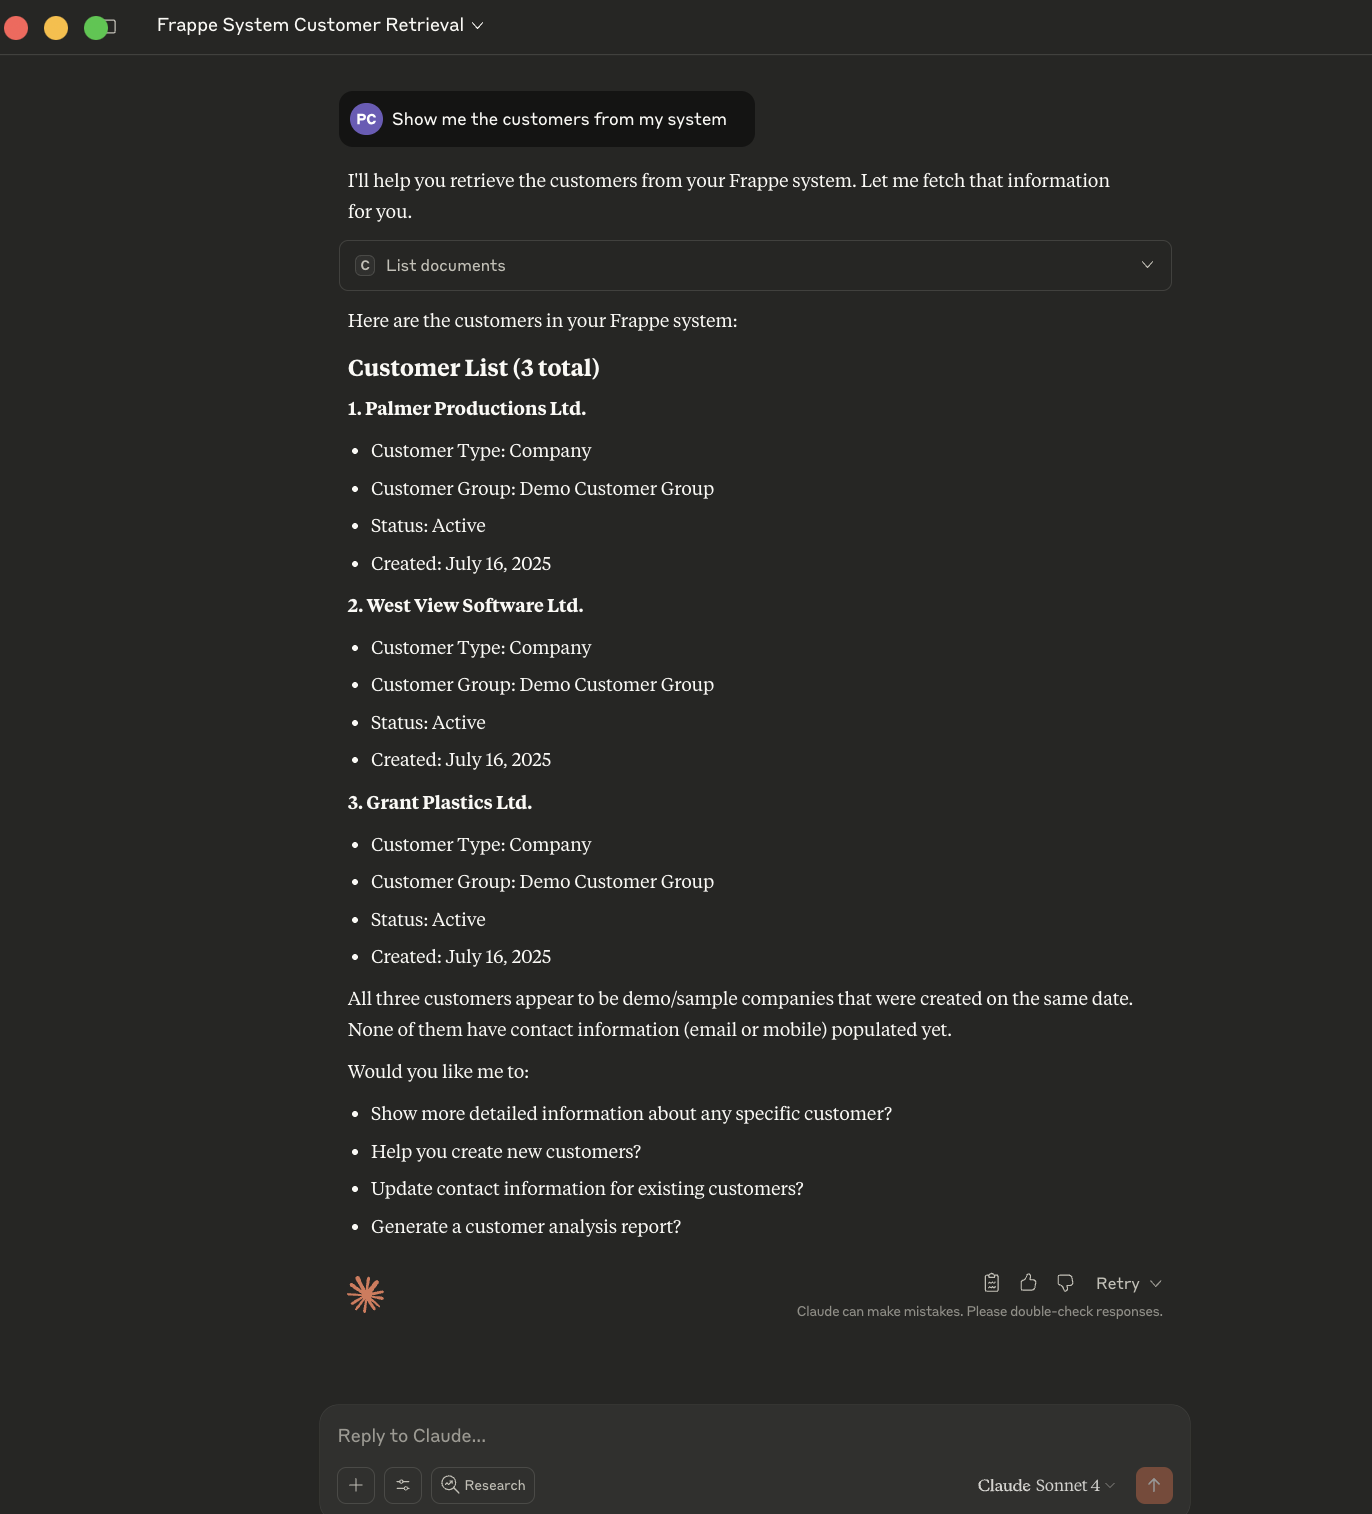 Frappe System Customer Retrieval
PC Show me the customers from my system
I'll help you retrieve the customers from your Frappe system. Let me fetch that information
for you.
C List documents
Here are the customers in your Frappe system:
Customer List (3 total)
1. Palmer Productions Ltd.
• Customer Type: Company
• Customer Group: Demo Customer Group
• Status: Active
• Created: July 16, 2025
2. West View Software Ltd.
• Customer Type: Company
• Customer Group: Demo Customer Group
• Status: Active
• Created: July 16, 2025
3. Grant Plastics Ltd.
• Customer Type: Company
• Customer Group: Demo Customer Group
• Status: Active
• Created: July 16, 2025
All three customers appear to be demo/sample companies that were created on the same date.
None of them have contact information (email or mobile) populated yet.
Would you like me to:
• Show more detailed information about any specific customer?
• Help you create new customers?
• Update contact information for existing customers?
• Generate a customer analysis report?
Retry
Claude can make mistakes. Please double-check responses.
Reply to Claude...
Research
Claude Sonnet 4